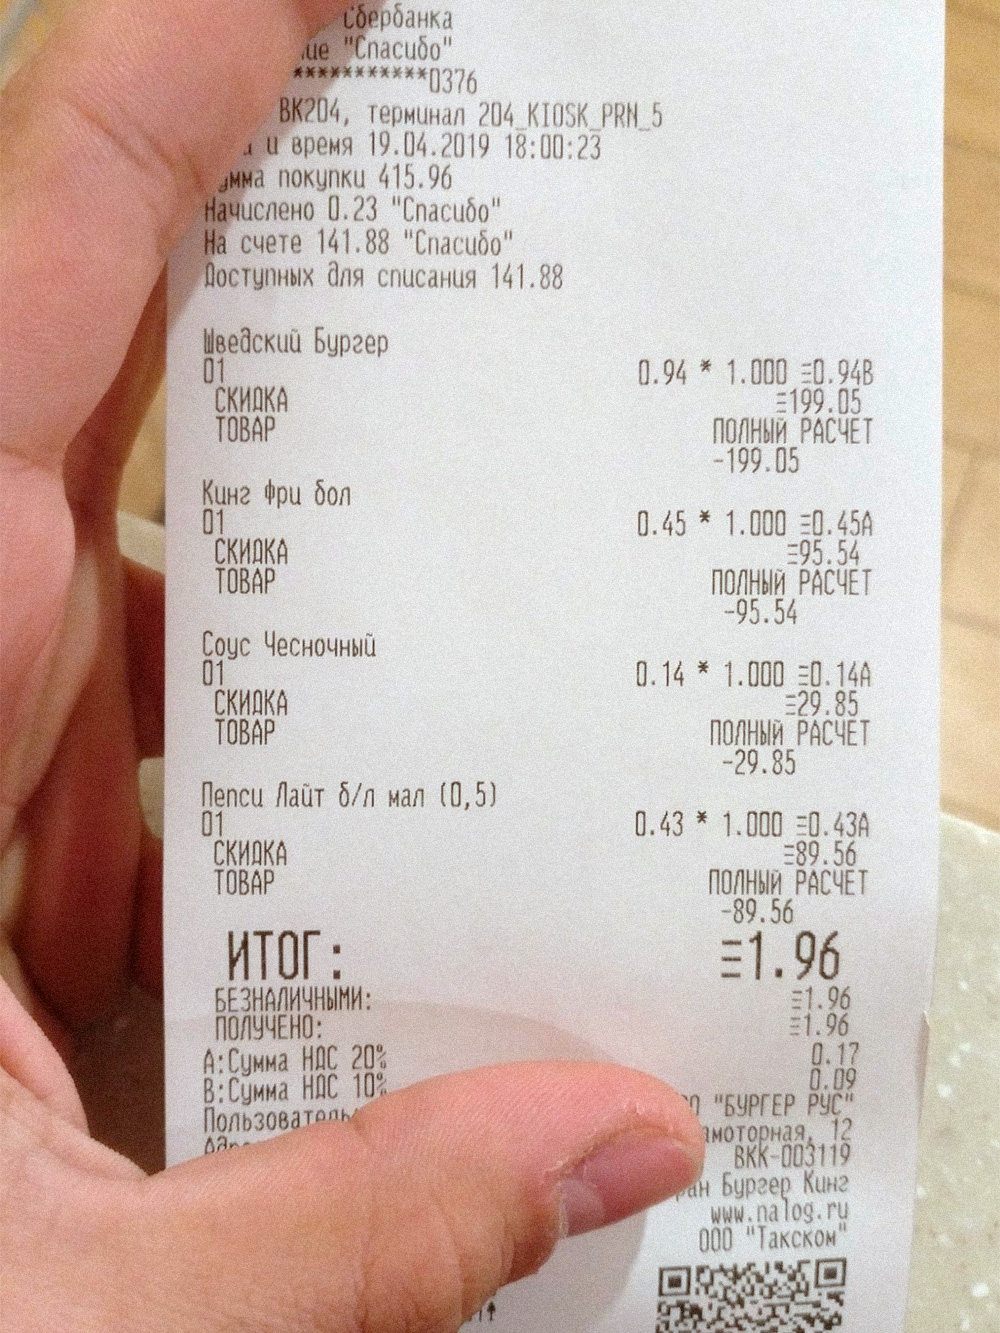 Сбербанка
"Спасибо"
************0376
ВК204, терминал 204_KIOSK_PRN_5
и время 19.04.2019 18:00:23
умма покупки 415.96
Начислено 0.23 "Спасибо"
На счете 141.88 "Спасибо"
Доступных для списания 141.88
Шведский Бургер
01 0.94 * 1.000 =0.94В
СКИДКА =199.05
ТОВАР ПОЛНЫЙ РАСЧЕТ
-199.05
Кинг фри бол
01 0.45 * 1.000 =0.45А
СКИДКА =95.54
ТОВАР ПОЛНЫЙ РАСЧЕТ
-95.54
Соус Чесночный
01 0.14 * 1.000 =0.14А
СКИДКА =29.85
ТОВАР ПОЛНЫЙ РАСЧЕТ
-29.85
Пепси Лайт б/л мал (0,5)
01 0.43 * 1.000 =0.43А
СКИДКА =89.56
ТОВАР ПОЛНЫЙ РАСЧЕТ
-89.56
ИТОГ: =1.96
БЕЗНАЛИЧНЫМИ: =1.96
ПОЛУЧЕНО: =1.96
А:Сумма НДС 20% 0.17
В:Сумма НДС 10% 0.09
"БУРГЕР РУС"
амоторная, 12
ВКК-003119
ран Бургер Кинг
www.nalog.ru
ООО "Такском"